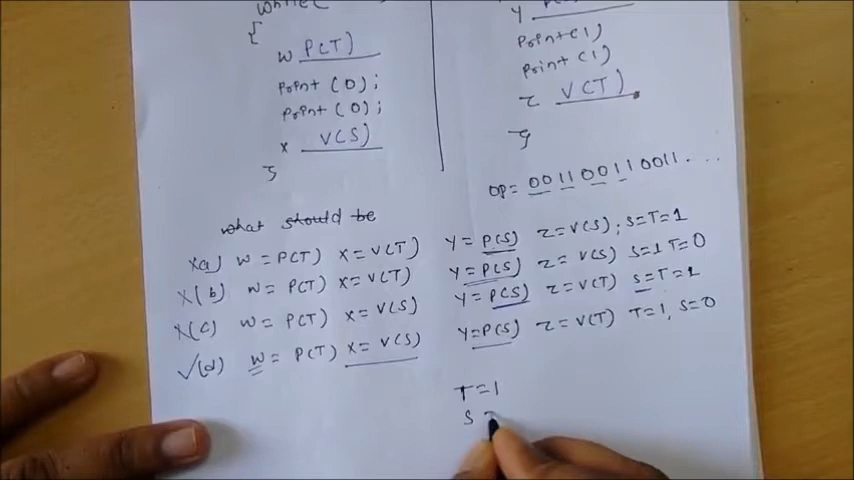 while(
{
W P(T)
print (0);
print (0);
x V(S)
}
y
print(1)
print(1)
z V(T)
}
OP= 001100110011. . .
what should be
x a) W = P(T) x = V(T) y = P(S) z = V(S); S=T=1
x (b) W = P(T) x = V(T) y = P(S) z = V(S) S=1 T=0
x (c) W = P(T) x = V(S) y = P(S) z = V(T) S=T=1
✓(d) W = P(T) x = V(S) y=P(S) z = V(T) T=1, S=0
T=1
S =